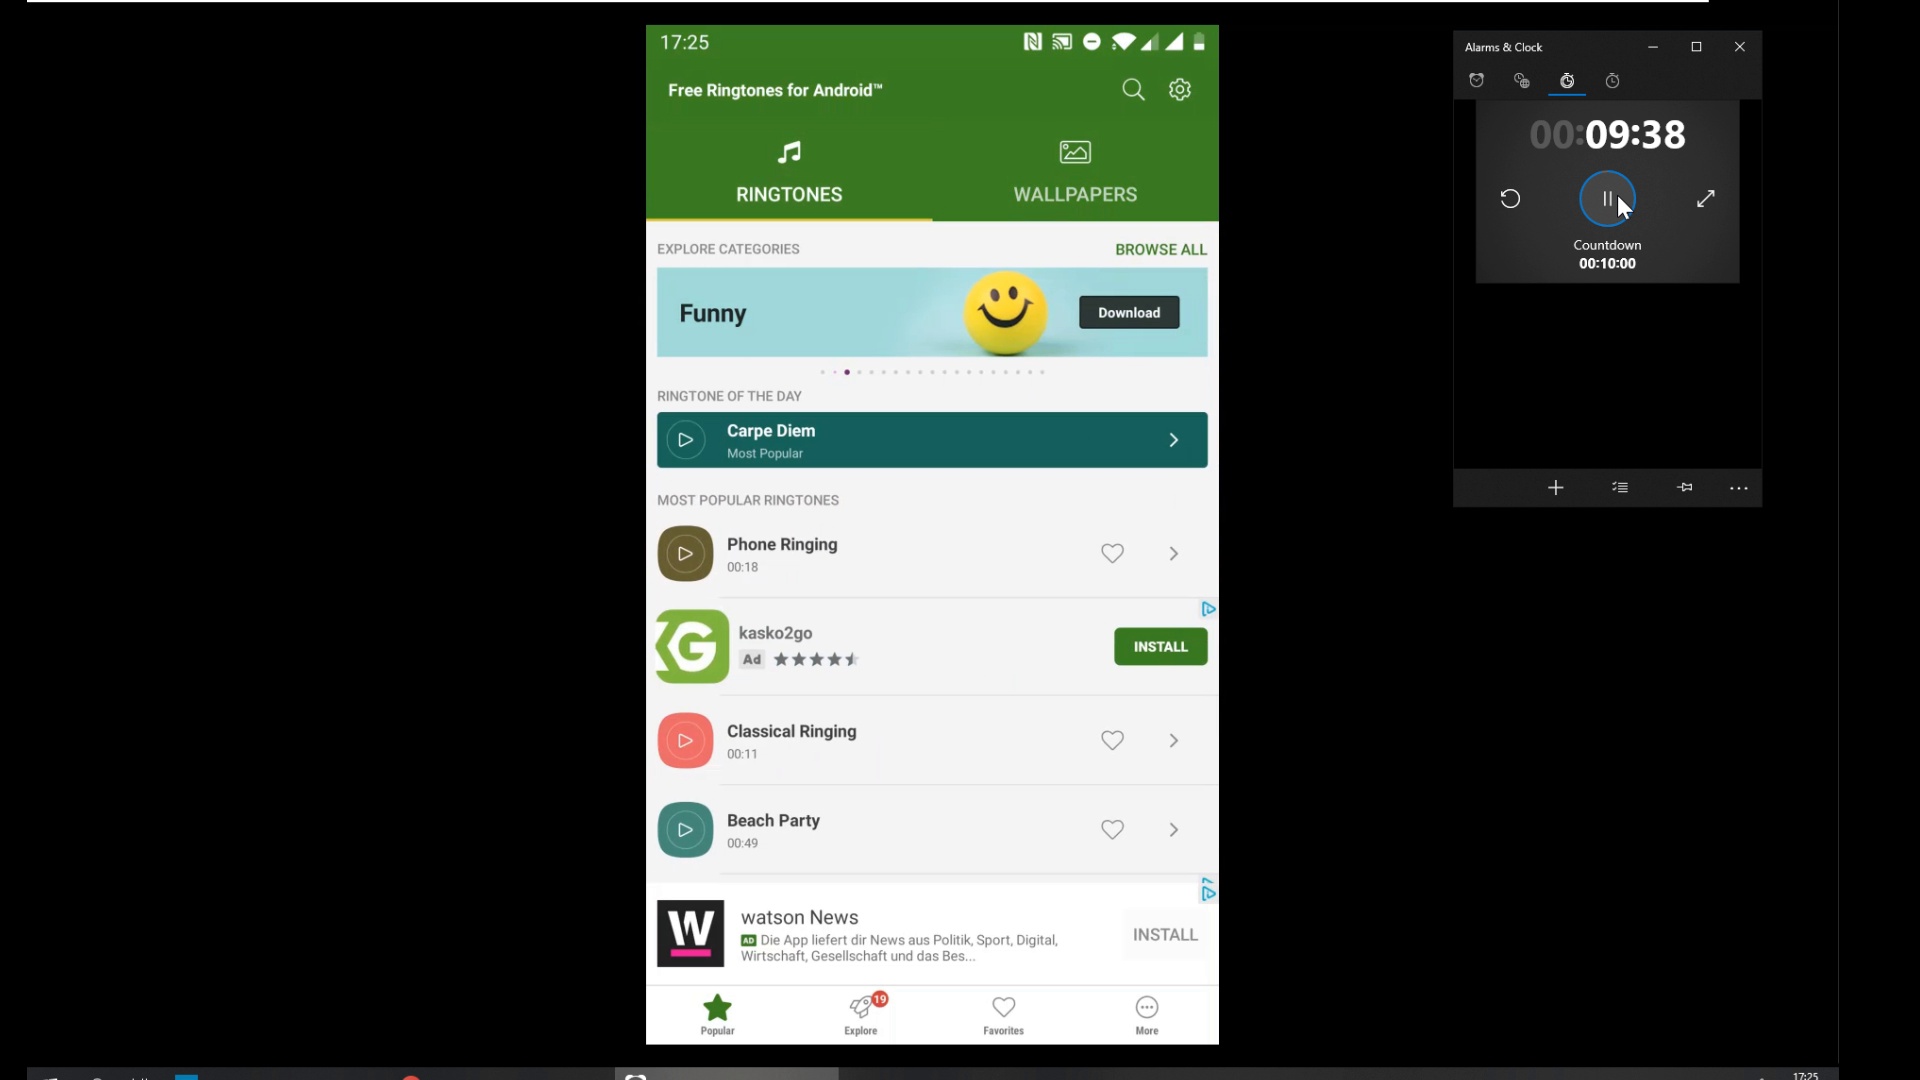 17:25
Free Ringtones for Android™
RINGTONES
WALLPAPERS
EXPLORE CATEGORIES
BROWSE ALL
Funny
Download
RINGTONE OF THE DAY
Carpe Diem
Most Popular
MOST POPULAR RINGTONES
Phone Ringing
00:18
kasko2go
Ad
INSTALL
Classical Ringing
00:11
Beach Party
00:49
watson News
AD Die App liefert dir News aus Politik, Sport, Digital,
Wirtschaft, Gesellschaft und das Bes...
INSTALL
W
Popular
19
Explore
Favorites
More
Alarms & Clock
00:09:38
Countdown
00:10:00
17:25